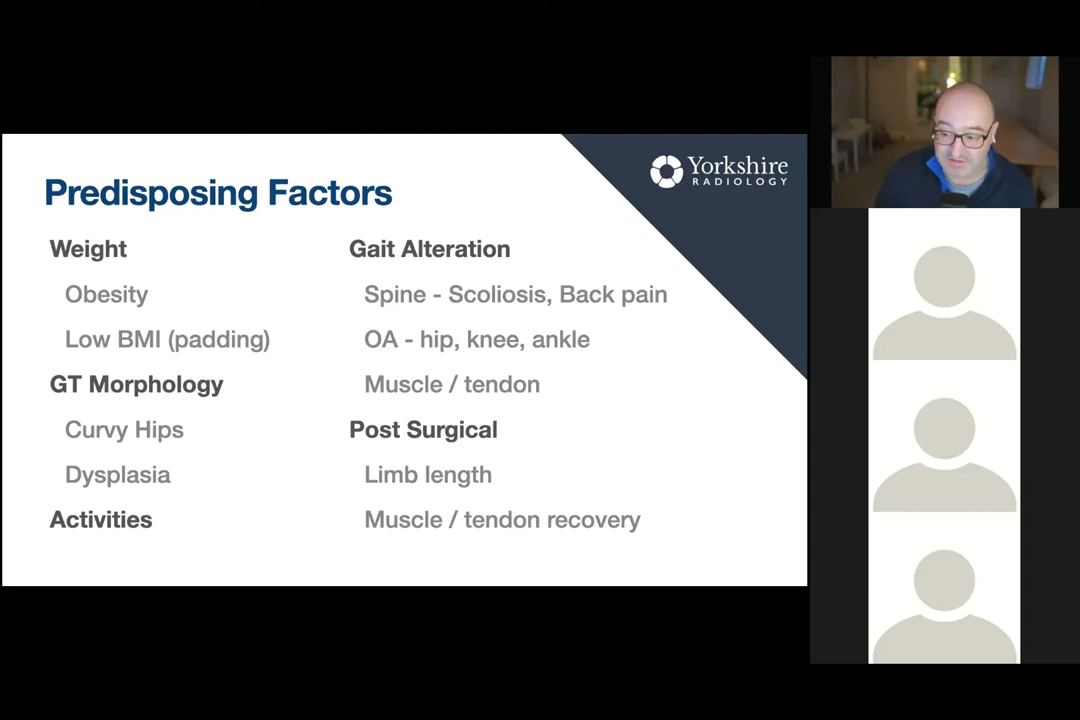 Yorkshire
RADIOLOGY
Predisposing Factors
Weight
Obesity
Low BMI (padding)
GT Morphology
Curvy Hips
Dysplasia
Activities
Gait Alteration
Spine - Scoliosis, Back pain
OA - hip, knee, ankle
Muscle / tendon
Post Surgical
Limb length
Muscle / tendon recovery